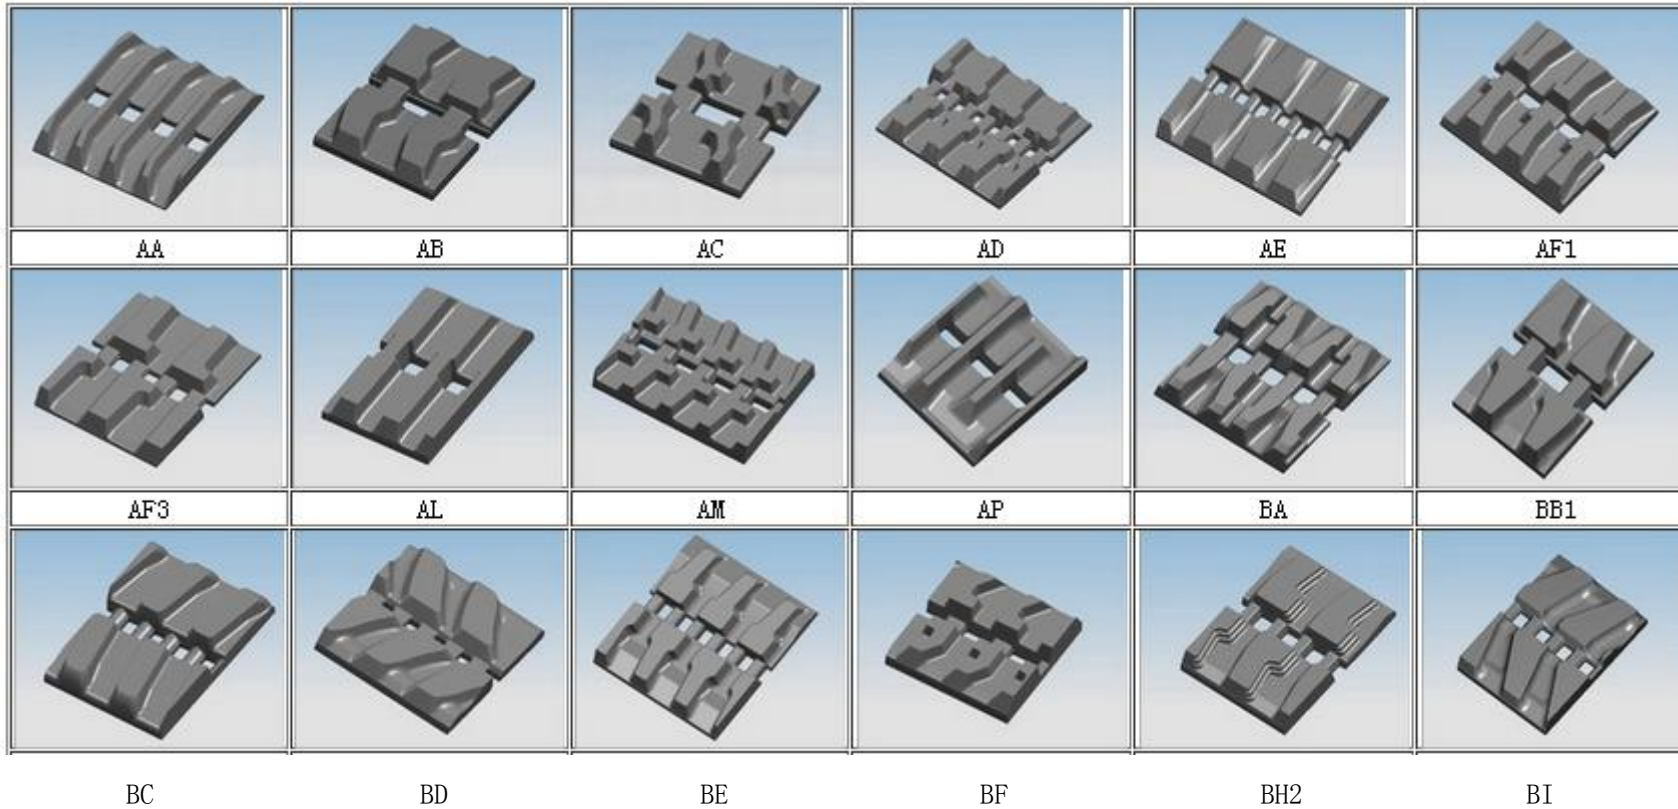 AA AB AC AD AE AF1
AF3 AL AM AP BA BB1
BC BD BE BF BH2 BI